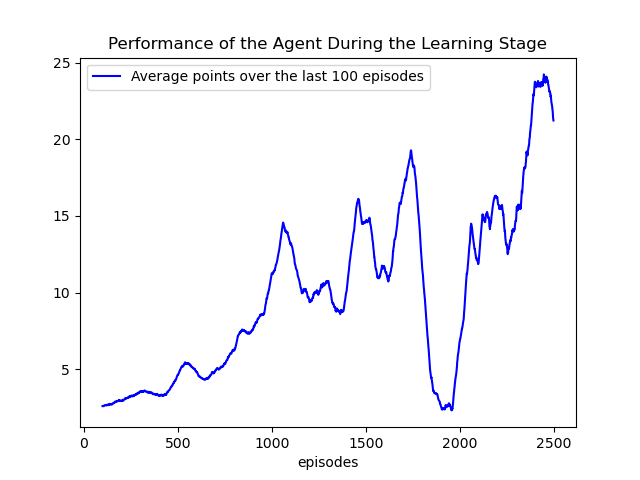 Performance of the Agent During the Learning Stage
Average points over the last 100 episodes
25
20
15
10
5
0 500 1000 1500 2000 2500
episodes